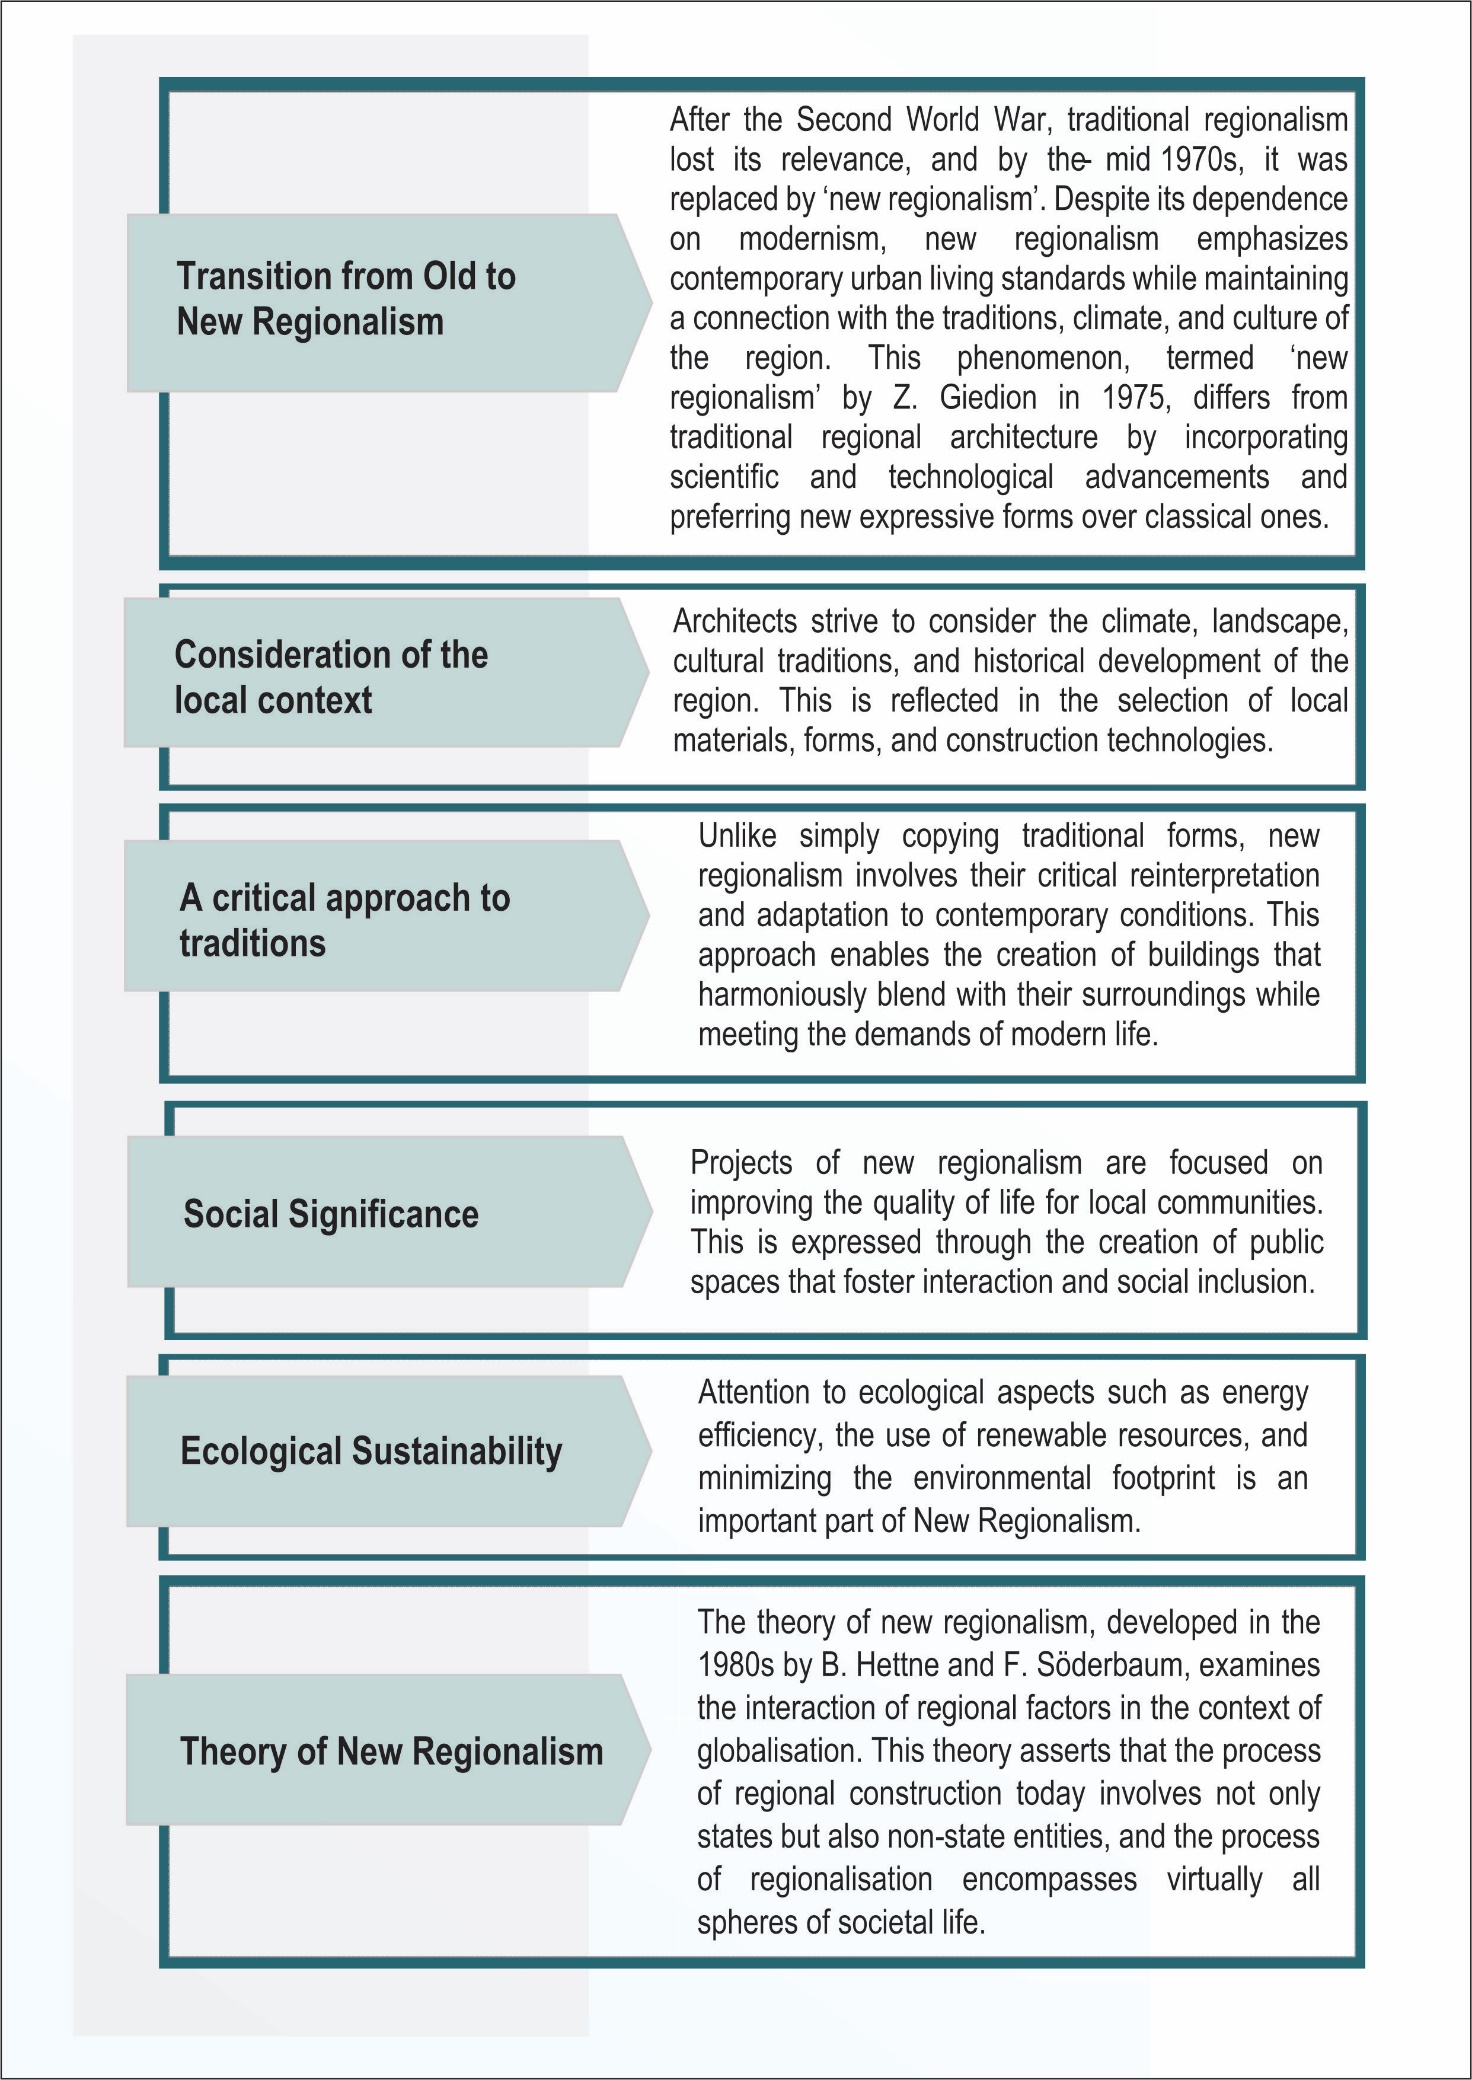 Transition from Old to
New Regionalism
After the Second World War, traditional regionalism
lost its relevance, and by the- mid 1970s, it was
replaced by ‘new regionalism’. Despite its dependence
on modernism, new regionalism emphasizes
contemporary urban living standards while maintaining
a connection with the traditions, climate, and culture of
the region. This phenomenon, termed ‘new
regionalism’ by Z. Giedion in 1975, differs from
traditional regional architecture by incorporating
scientific and technological advancements and
preferring new expressive forms over classical ones.
Consideration of the
local context
Architects strive to consider the climate, landscape,
cultural traditions, and historical development of the
region. This is reflected in the selection of local
materials, forms, and construction technologies.
A critical approach to
traditions
Unlike simply copying traditional forms, new
regionalism involves their critical reinterpretation
and adaptation to contemporary conditions. This
approach enables the creation of buildings that
harmoniously blend with their surroundings while
meeting the demands of modern life.
Social Significance
Projects of new regionalism are focused on
improving the quality of life for local communities.
This is expressed through the creation of public
spaces that foster interaction and social inclusion.
Ecological Sustainability
Attention to ecological aspects such as energy
efficiency, the use of renewable resources, and
minimizing the environmental footprint is an
important part of New Regionalism.
Theory of New Regionalism
The theory of new regionalism, developed in the
1980s by B. Hettne and F. Söderbaum, examines
the interaction of regional factors in the context of
globalisation. This theory asserts that the process
of regional construction today involves not only
states but also non-state entities, and the process
of regionalisation encompasses virtually all
spheres of societal life.